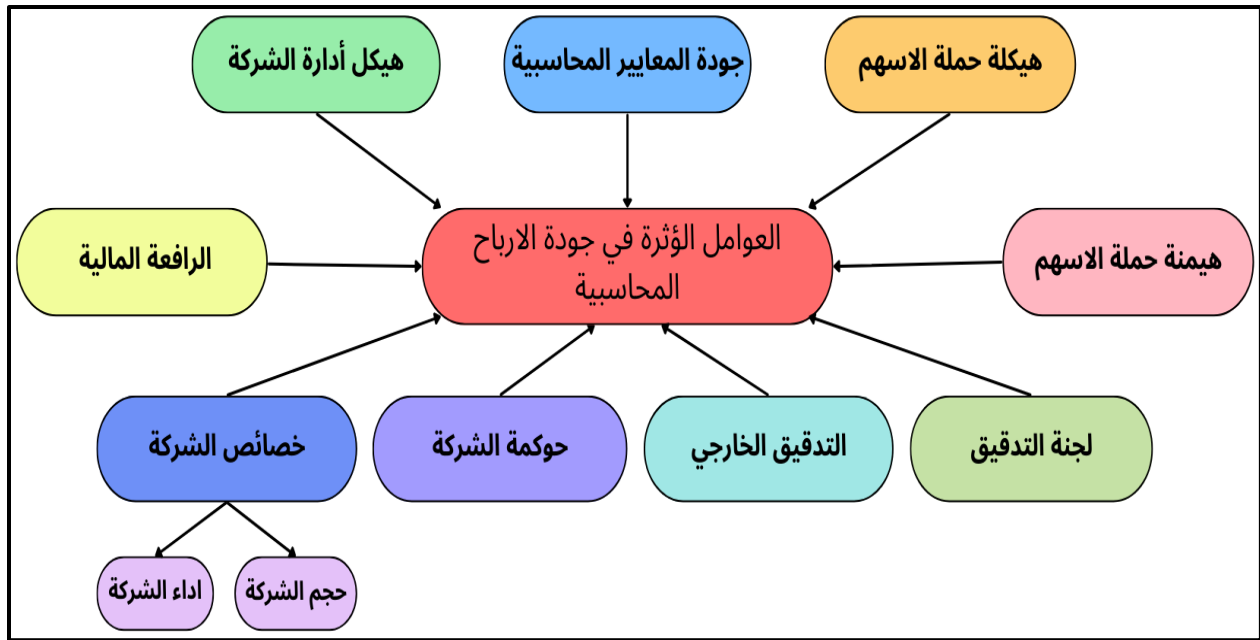 هيكلة حملة الاسهم
جودة المعايير المحاسبية
هيكل أدارة الشركة
هيمنة حملة الاسهم
العوامل الؤثرة في جودة الارباح
المحاسبية
الرافعة المالية
لجنة التدقيق
التدقيق الخارجي
حوكمة الشركة
خصائص الشركة
حجم الشركة
اداء الشركة